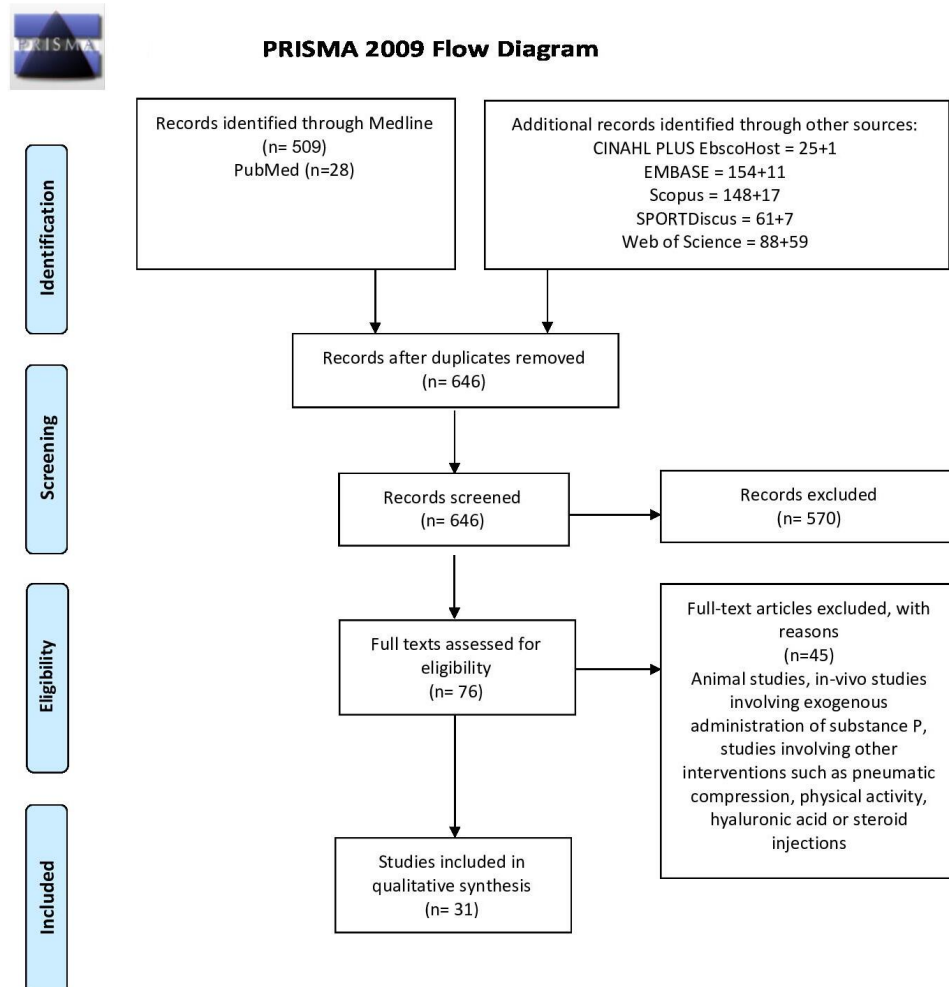 PRISMA
PRISMA 2009 Flow Diagram
Identification
Records identified through Medline
(n= 509)
PubMed (n=28)
Additional records identified through other sources:
CINAHL PLUS EbscoHost = 25+1
EMBASE = 154+11
Scopus = 148+17
SPORTDiscus = 61+7
Web of Science = 88+59
Records after duplicates removed
(n= 646)
Screening
Records screened
(n= 646)
Records excluded
(n= 570)
Eligibility
Full texts assessed for
eligibility
(n= 76)
Full-text articles excluded, with
reasons
(n=45)
Animal studies, in-vivo studies
involving exogenous
administration of substance P,
studies involving other
interventions such as pneumatic
compression, physical activity,
hyaluronic acid or steroid
injections
Included
Studies included in
qualitative synthesis
(n= 31)